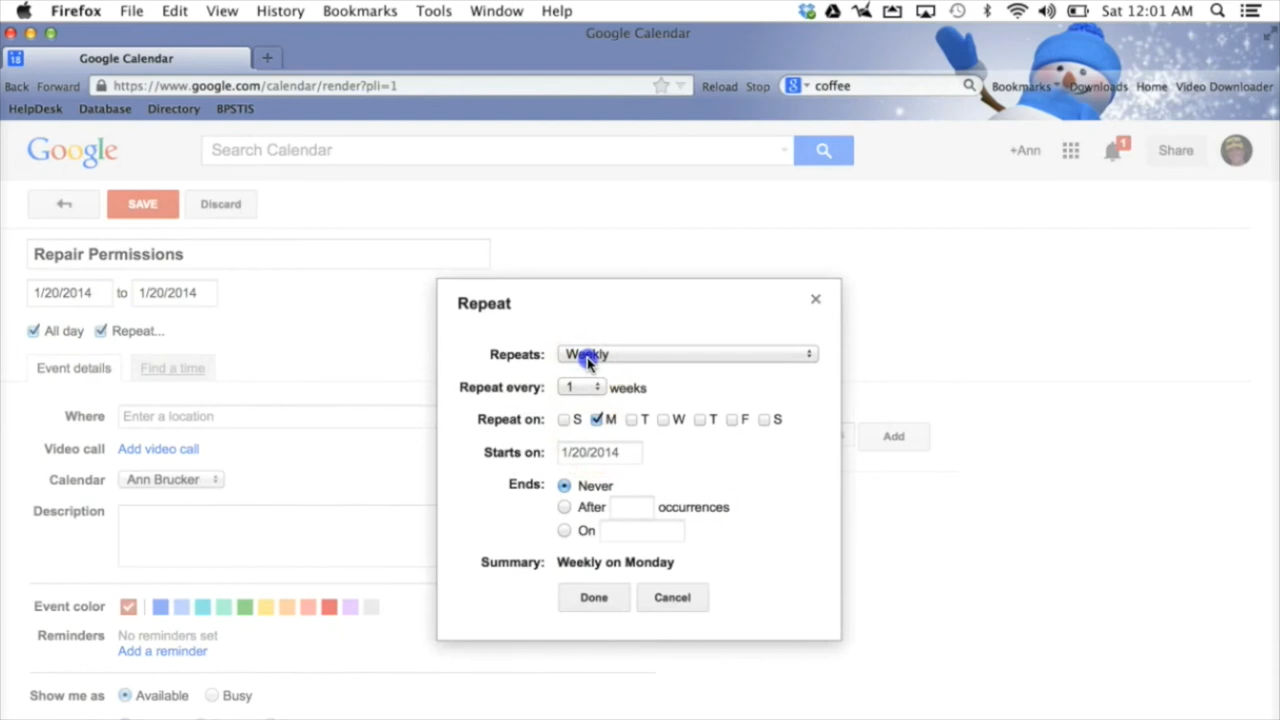 Firefox File Edit View History Bookmarks Tools Window Help Sat 12:01 AM
Google Calendar
18 Google Calendar +
Back Forward https://www.google.com/calendar/render?pli=1 Reload Stop 8 coffee Bookmarks Downloads Home Video Downloader
HelpDesk Database Directory BPSTIS
Google Search Calendar +Ann 1 Share
SAVE Discard
Repair Permissions
1/20/2014 to 1/20/2014
All day Repeat...
Event details Find a time
Where Enter a location
Video call Add video call
Calendar Ann Brucker
Description
Add
Event color
Reminders No reminders set
Add a reminder
Show me as Available Busy
Repeat ×
Repeats: Weekly
Repeat every: 1 weeks
Repeat on: S M T W T F S
Starts on: 1/20/2014
Ends: Never
After occurrences
On
Summary: Weekly on Monday
Done Cancel